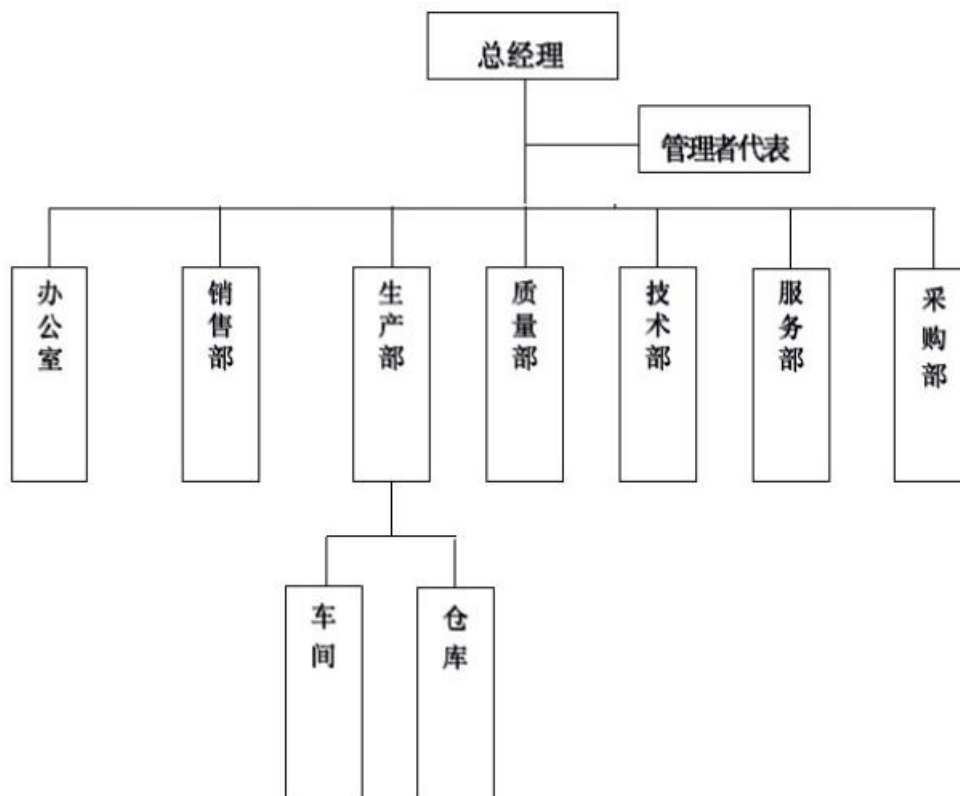 总经理
管理者代表
办公室
销售部
生产部
质量部
技术部
服务部
采购部
车间
仓库